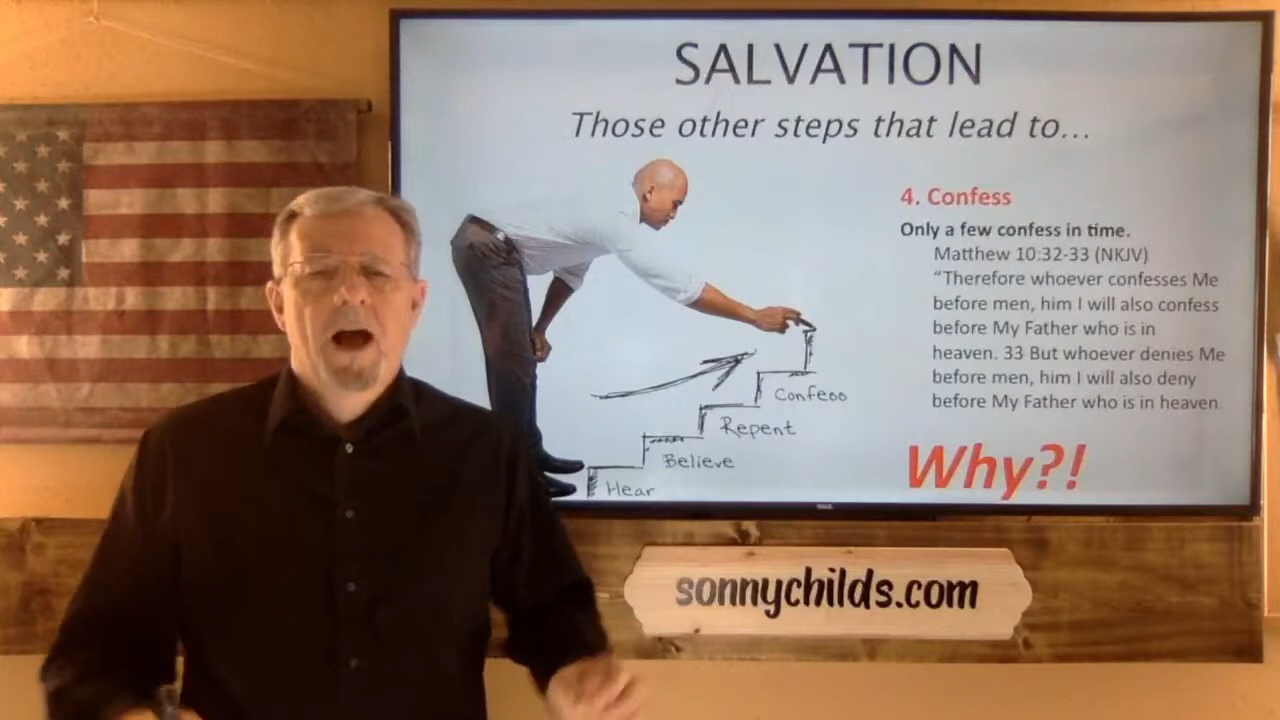 SALVATION
Those other steps that lead to...
4. Confess
Only a few confess in time.
Matthew 10:32-33 (NKJV)
“Therefore whoever confesses Me
before men, him I will also confess
before My Father who is in
heaven. 33 But whoever denies Me
before men, him I will also deny
before My Father who is in heaven
Why?!
Confess
Repent
Believe
Hear
sonnychilds.com